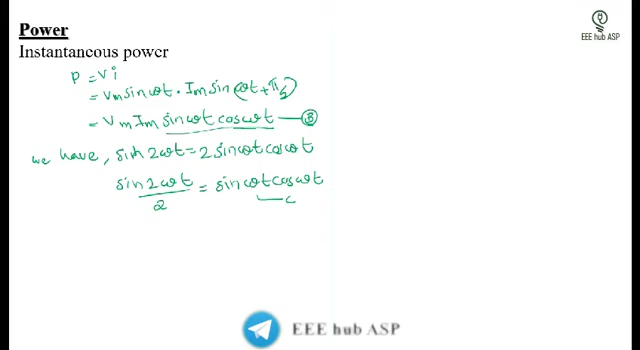 Power
EEE hub ASP
Instantaneous power
P = v i
= Vm sin ωt · Im sin (ωt + π/2)
= Vm Im sin ωt cos ωt — ③
we have, sin 2ωt = 2 sin ωt cos ωt
sin 2ωt / 2 = sin ωt cos ωt
EEE hub ASP